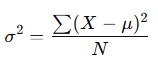 σ² = ∑(X − μ)² / N